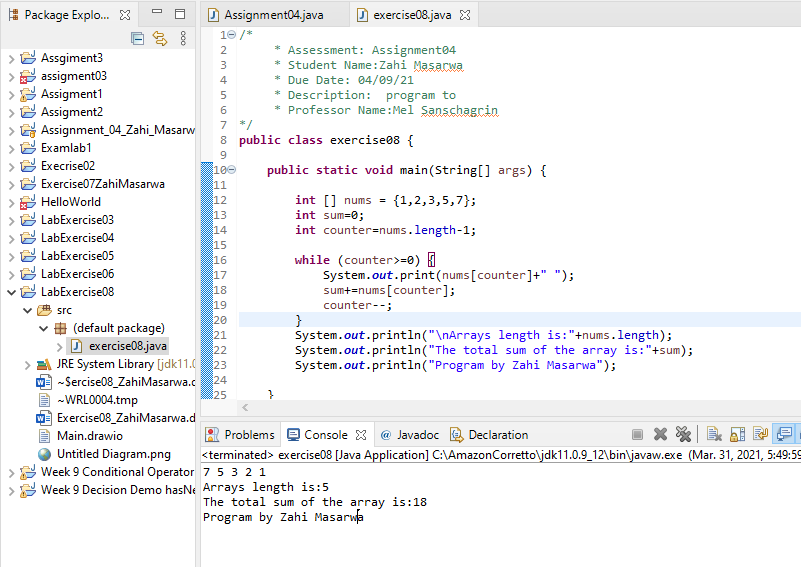 Package Explo...
Assgiment3
assigment03
Assigment1
Assigment2
Assignment_04_Zahi_Masarw
Examlab1
Execrise02
Exercise07ZahiMasarwa
HelloWorld
LabExercise03
LabExercise04
LabExercise05
LabExercise06
LabExercise08
src
(default package)
exercise08.java
JRE System Library [jdk11.0
~$ercise08_ZahiMasarwa.d
~WRL0004.tmp
Exercise08_ZahiMasarwa.d
Main.drawio
Untitled Diagram.png
Week 9 Conditional Operator
Week 9 Decision Demo hasNe
Assignment04.java
exercise08.java
1 /*
2 * Assessment: Assignment04
3 * Student Name:Zahi Masarwa
4 * Due Date: 04/09/21
5 * Description:  program to
6 * Professor Name:Mel Sanschagrin
7 */
8 public class exercise08 {
9
10 public static void main(String[] args) {
11
12 int [] nums = {1,2,3,5,7};
13 int sum=0;
14 int counter=nums.length-1;
15
16 while (counter>=0) {
17 System.out.print(nums[counter]+" ");
18 sum+=nums[counter];
19 counter--;
20 }
21 System.out.println("\nArrays length is:"+nums.length);
22 System.out.println("The total sum of the array is:"+sum);
23 System.out.println("Program by Zahi Masarwa");
24
25 }
Problems Console Javadoc Declaration
<terminated> exercise08 [Java Application] C:\AmazonCorretto\jdk11.0.9_12\bin\javaw.exe (Mar. 31, 2021, 5:49:59
7 5 3 2 1
Arrays length is:5
The total sum of the array is:18
Program by Zahi Masarwa